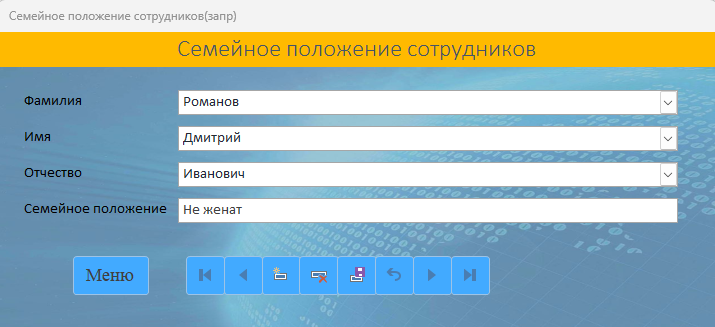 Семейное положение сотрудников(запр)
Семейное положение сотрудников
Фамилия Романов
Имя Дмитрий
Отчество Иванович
Семейное положение Не женат
Меню